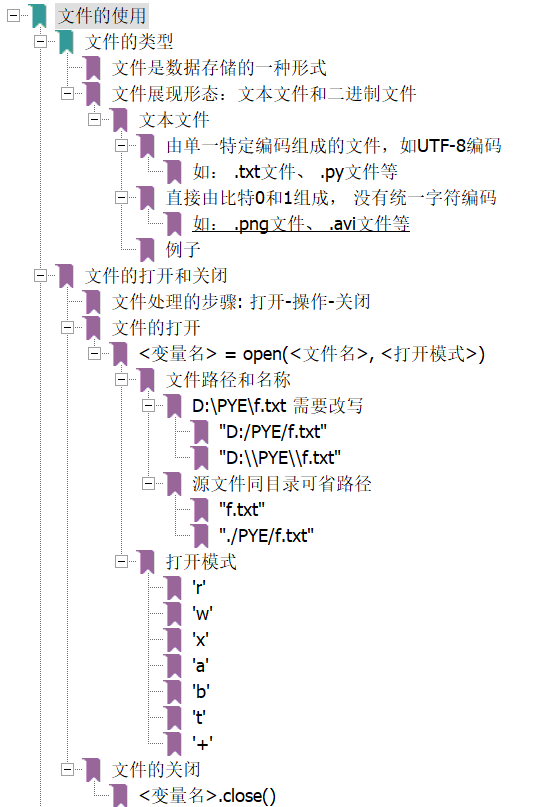 文件的使用
文件的类型
文件是数据存储的一种形式
文件展现形态：文本文件和二进制文件
文本文件
由单一特定编码组成的文件，如UTF-8编码
如： .txt文件、 .py文件等
直接由比特0和1组成， 没有统一字符编码
如： .png文件、 .avi文件等
例子
文件的打开和关闭
文件处理的步骤: 打开-操作-关闭
文件的打开
<变量名> = open(<文件名>, <打开模式>)
文件路径和名称
D:\PYE\f.txt 需要改写
"D:/PYE/f.txt"
"D:\\PYE\\f.txt"
源文件同目录可省路径
"f.txt"
"./PYE/f.txt"
打开模式
'r'
'w'
'x'
'a'
'b'
't'
'+'
文件的关闭
<变量名>.close()